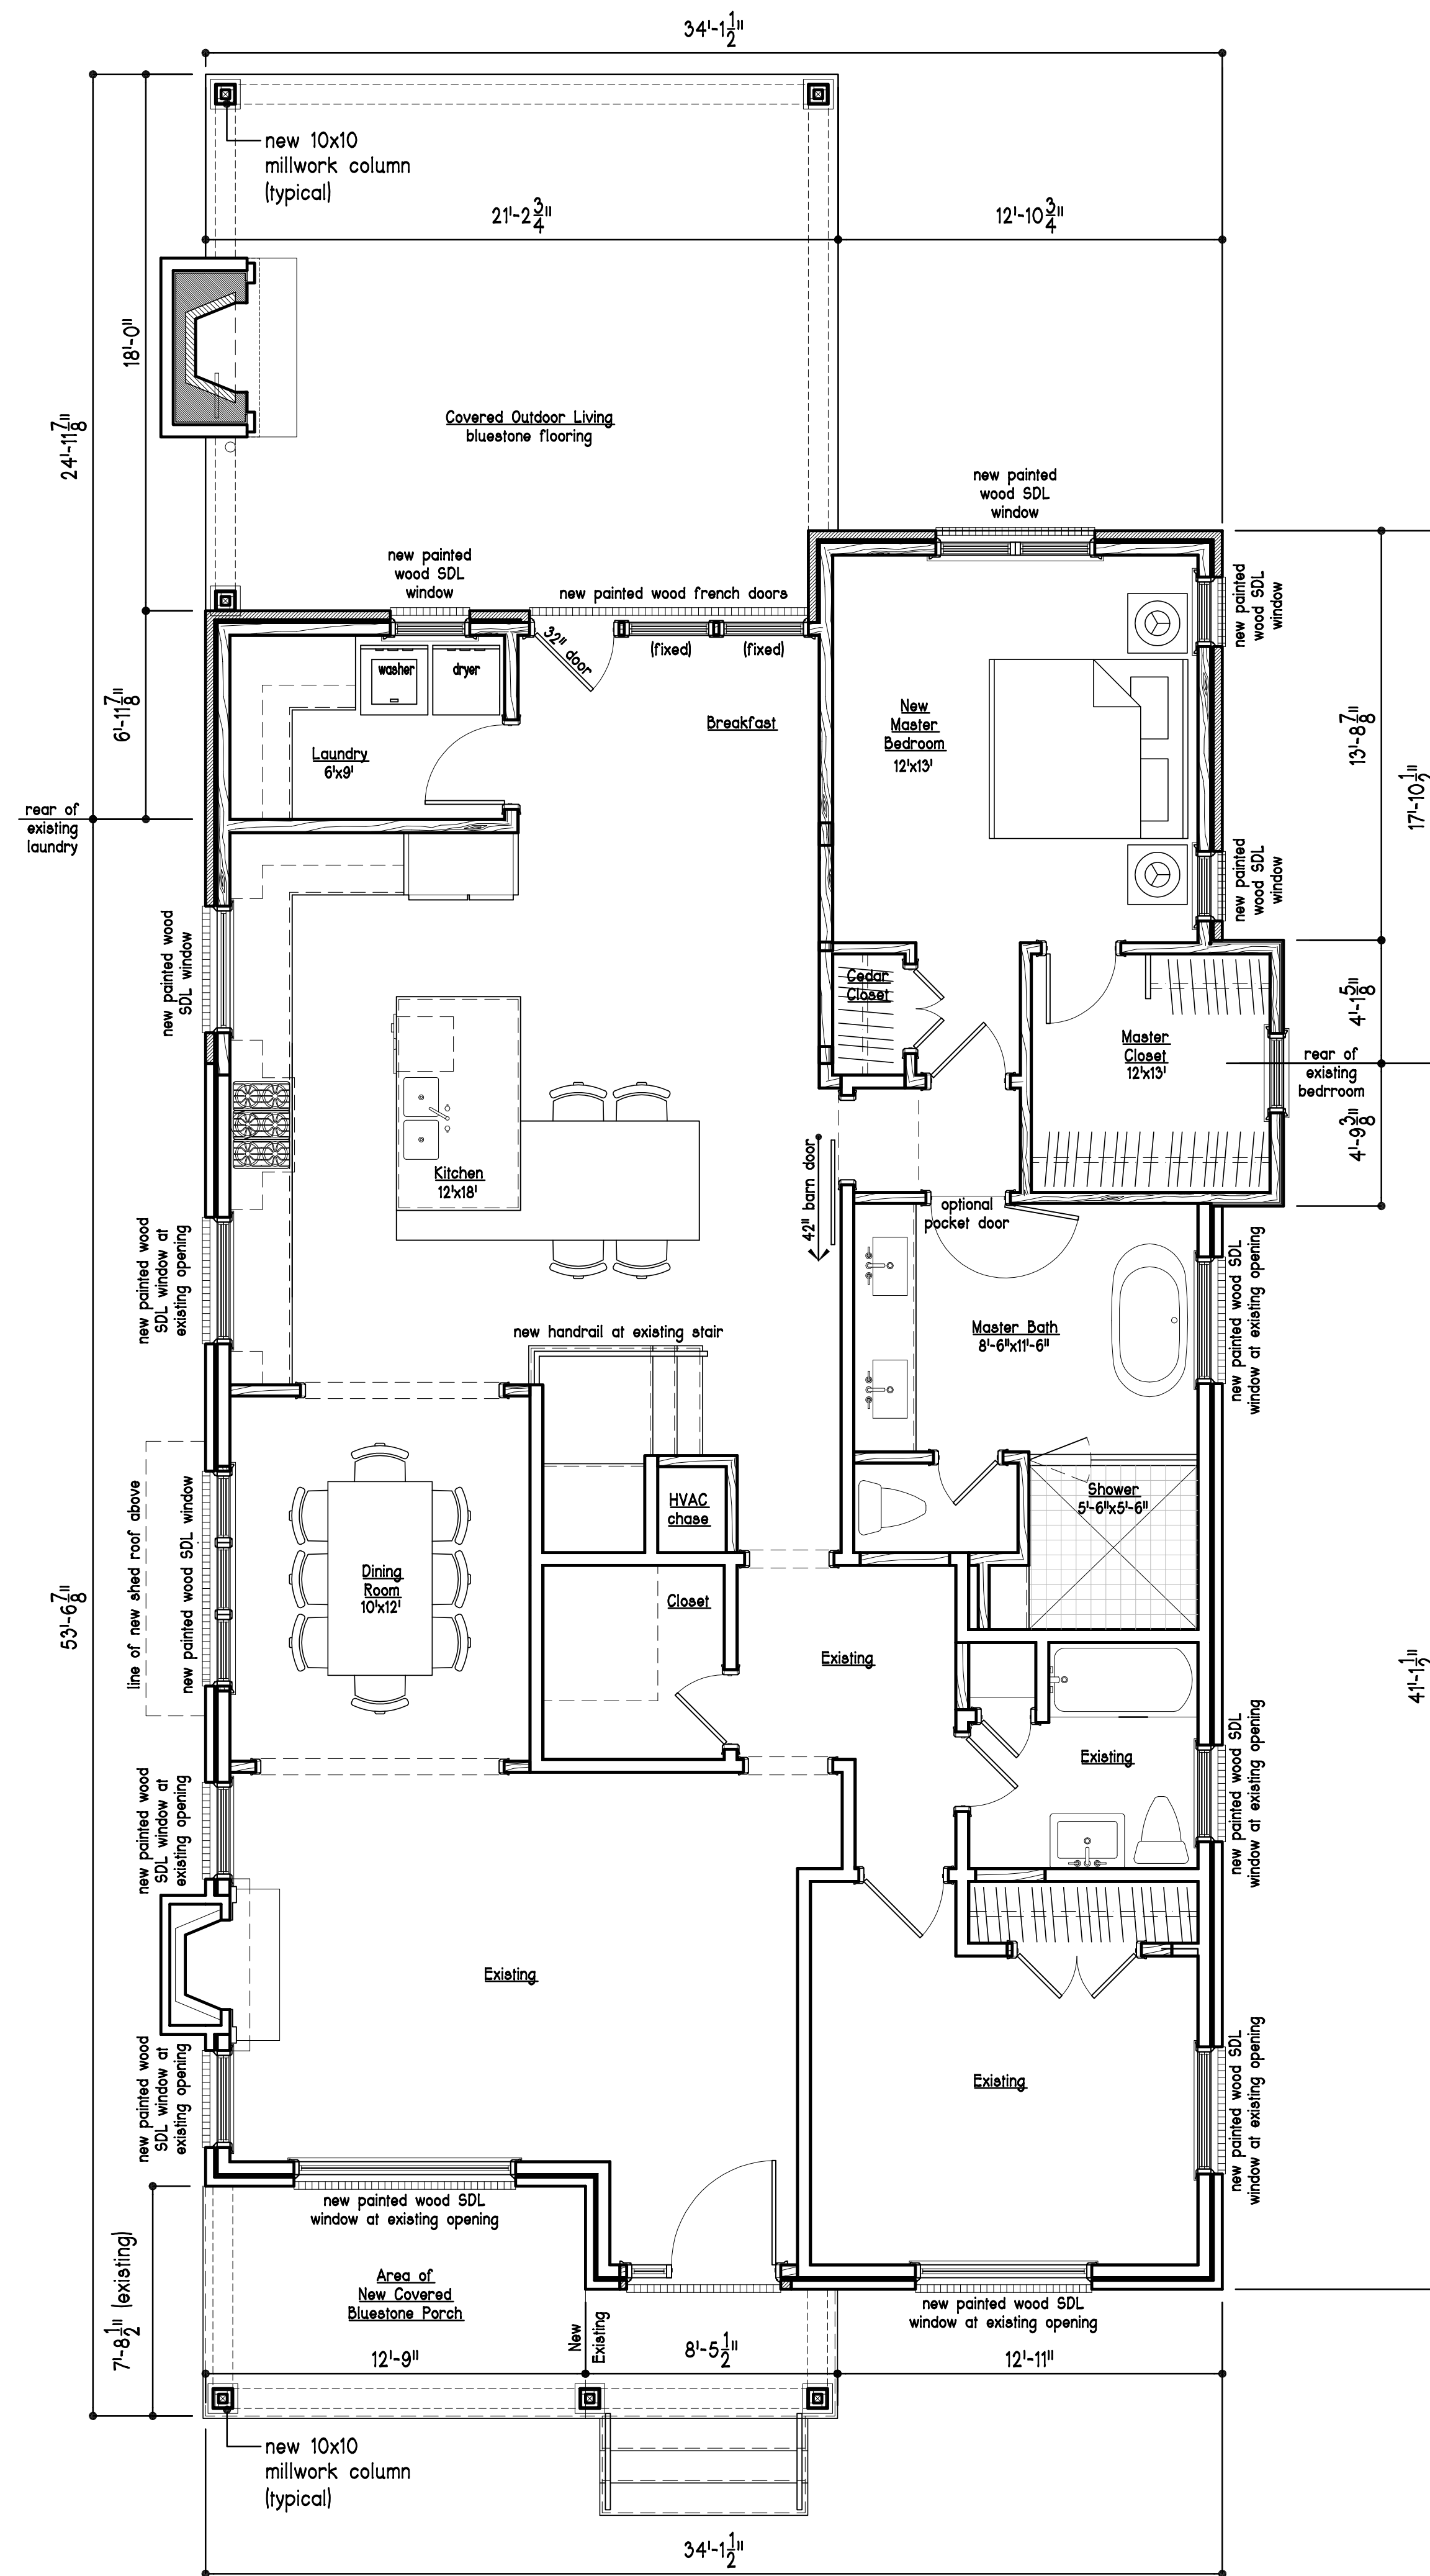 34'-1 1/2"
new 10x10
millwork column
(typical)
21'-2 3/4"
12'-10 3/4"
18'-0"
24'-11 7/8"
Covered Outdoor Living
bluestone flooring
new painted
wood SDL
window
new painted
wood SDL
window
new painted wood french doors
32" door
(fixed)
(fixed)
new painted
wood SDL
window
washer
dryer
6'-11 7/8"
Breakfast
New
Master
Bedroom
12'x13'
13'-8 7/8"
17'-10 1/2"
Laundry
6'x9'
rear of
existing
laundry
new painted
wood SDL
window
new painted wood
SDL window
Cedar
Closet
4'-1 5/8"
Master
Closet
12'x13'
rear of
existing
bedrroom
4'-9 3/8"
Kitchen
12'x18'
42" barn door
optional
pocket door
new painted wood
SDL window at
existing opening
new painted wood SDL
window at existing opening
new handrail at existing stair
Master Bath
8'-6"x11'-6"
line of new shed roof above
new painted wood SDL window
HVAC
chase
Shower
5'-6"x5'-6"
Dining
Room
10'x12'
Closet
53'-6 7/8"
Existing
41'-1 1/2"
Existing
new painted wood SDL
window at existing opening
new painted wood
SDL window at
existing opening
Existing
Existing
new painted wood
SDL window at
existing opening
new painted wood SDL
window at existing opening
new painted wood SDL
window at existing opening
7'-8 1/2" (existing)
Area of
New Covered
Bluestone Porch
New
Existing
new painted wood SDL
window at existing opening
12'-9"
8'-5 1/2"
12'-11"
new 10x10
millwork column
(typical)
34'-1 1/2"